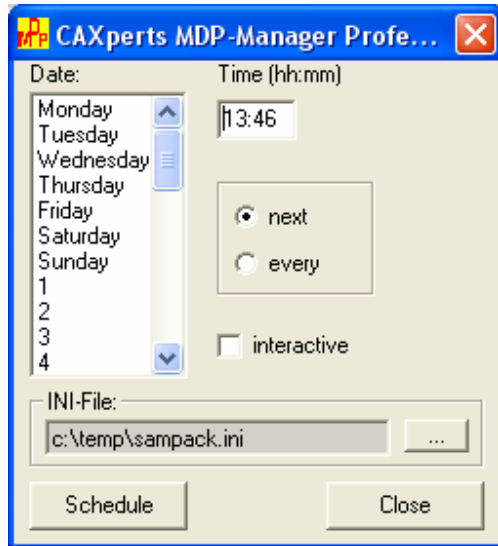 MPP CAXperts MDP-Manager Profe...
Date:
Time (hh:mm)
Monday
Tuesday
Wednesday
Thursday
Friday
Saturday
Sunday
1
2
3
4
13:46
next
every
interactive
INI-File:
c:\temp\sampack.ini
...
Schedule
Close